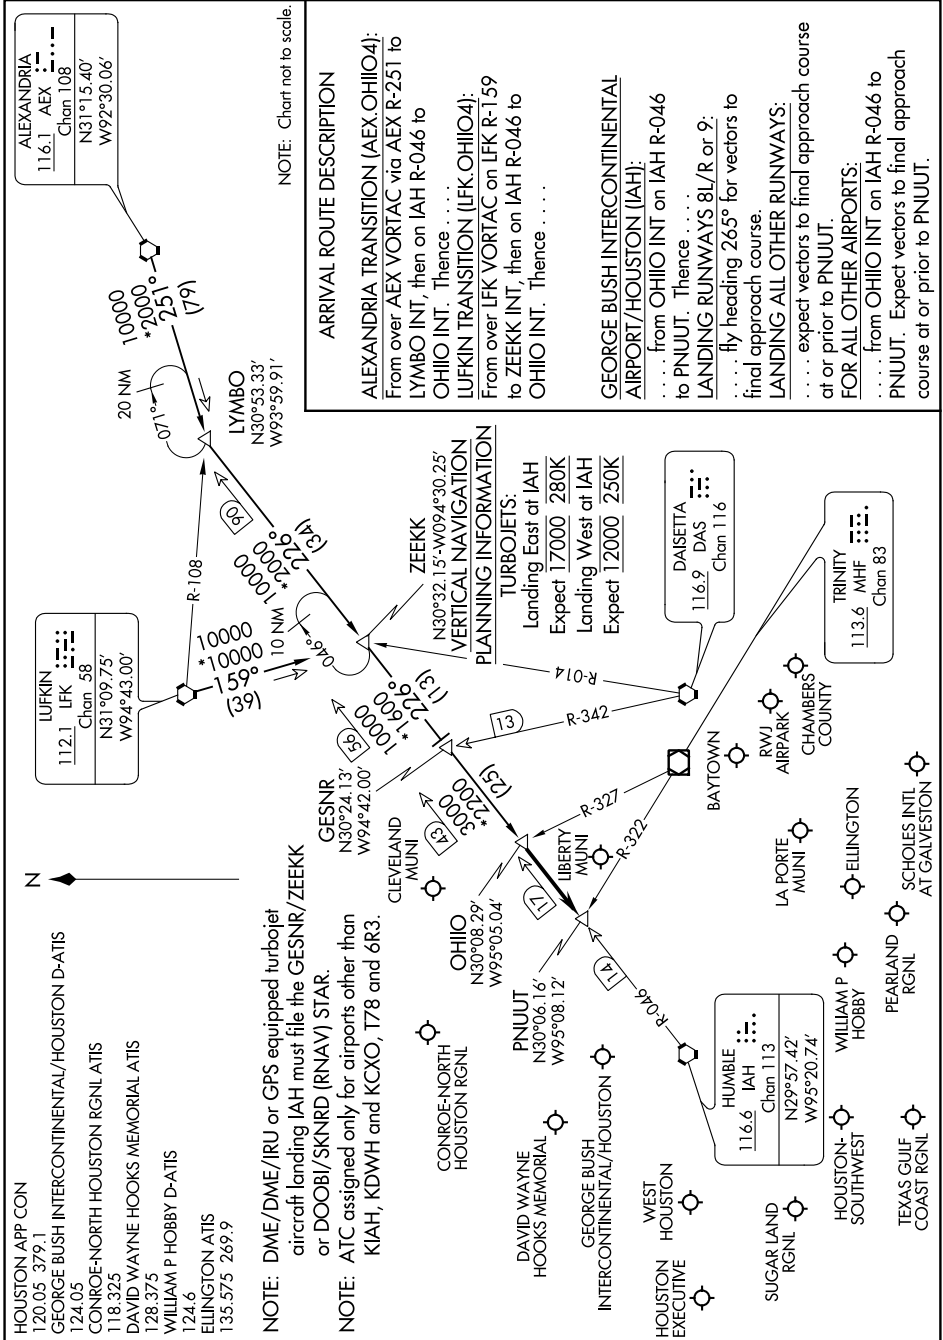 HOUSTON APP CON
120.05 379.1
GEORGE BUSH INTERCONTINENTAL/HOUSTON D-ATIS
124.05
CONROE-NORTH HOUSTON RGNL ATIS
118.325
DAVID WAYNE HOOKS MEMORIAL ATIS
128.375
WILLIAM P HOBBY D-ATIS
124.6
ELLINGTON ATIS
135.575 269.9
N
NOTE: DME/DME/IRU or GPS equipped turbojet
aircraft landing IAH must file the GESNR/ZEEKK
or DOOBI/SKNRD (RNAV) STAR.
NOTE: ATC assigned only for airports other than
KIAH, KDWH and KCXO, T78 and 6R3.
LUFKIN
112.1 LFK
Chan 58
N31°09.75'
W94°43.00'
ALEXANDRIA
116.1 AEX
Chan 108
N31°15.40'
W92°30.06'
NOTE: Chart not to scale.
10000
*2000
251°
(79)
20 NM
071°
LYMBO
N30°53.33'
W93°59.91'
R-108
90
10000
*2000
226°
(34)
10000
*10000
159°
(39)
10 NM
046°
ZEEKK
N30°32.15'-W094°30.25'
VERTICAL NAVIGATION
PLANNING INFORMATION
TURBOJETS:
Landing East at IAH
Expect 17000 280K
Landing West at IAH
Expect 12000 250K
56
10000
*1600
226°
(13)
R-014
GESNR
N30°24.13'
W94°42.00'
13
R-342
DAISETTA
116.9 DAS
Chan 116
43
3000
*2200
(25)
CLEVELAND
MUNI
OHIIO
N30°08.29'
W95°05.04'
17
LIBERTY
MUNI
R-327
R-322
PNUUT
N30°06.16'
W95°08.12'
14
R-046
TRINITY
113.6 MHF
Chan 83
BAYTOWN
RWJ
AIRPARK
CHAMBERS
COUNTY
LA PORTE
MUNI
ELLINGTON
SCHOLES INTL
AT GALVESTON
PEARLAND
RGNL
WILLIAM P
HOBBY
HUMBLE
116.6 IAH
Chan 113
N29°57.42'
W95°20.74'
CONROE-NORTH
HOUSTON RGNL
DAVID WAYNE
HOOKS MEMORIAL
GEORGE BUSH
INTERCONTINENTAL/HOUSTON
WEST
HOUSTON
HOUSTON
EXECUTIVE
SUGAR LAND
RGNL
HOUSTON-
SOUTHWEST
TEXAS GULF
COAST RGNL
ARRIVAL ROUTE DESCRIPTION
ALEXANDRIA TRANSITION (AEX.OHIIO4):
From over AEX VORTAC via AEX R-251 to
LYMBO INT, then on IAH R-046 to
OHIIO INT. Thence . . . .
LUFKIN TRANSITION (LFK.OHIIO4):
From over LFK VORTAC on LFK R-159
to ZEEKK INT, then on IAH R-046 to
OHIIO INT. Thence . . . .
GEORGE BUSH INTERCONTINENTAL
AIRPORT/HOUSTON (IAH):
. . . . from OHIIO INT on IAH R-046
to PNUUT. Thence . . . .
LANDING RUNWAYS 8L/R or 9:
. . . . fly heading 265° for vectors to
final approach course.
LANDING ALL OTHER RUNWAYS:
. . . . expect vectors to final approach course
at or prior to PNUUT.
FOR ALL OTHER AIRPORTS:
. . . . from OHIIO INT on IAH R-046 to
PNUUT. Expect vectors to final approach
course at or prior to PNUUT.